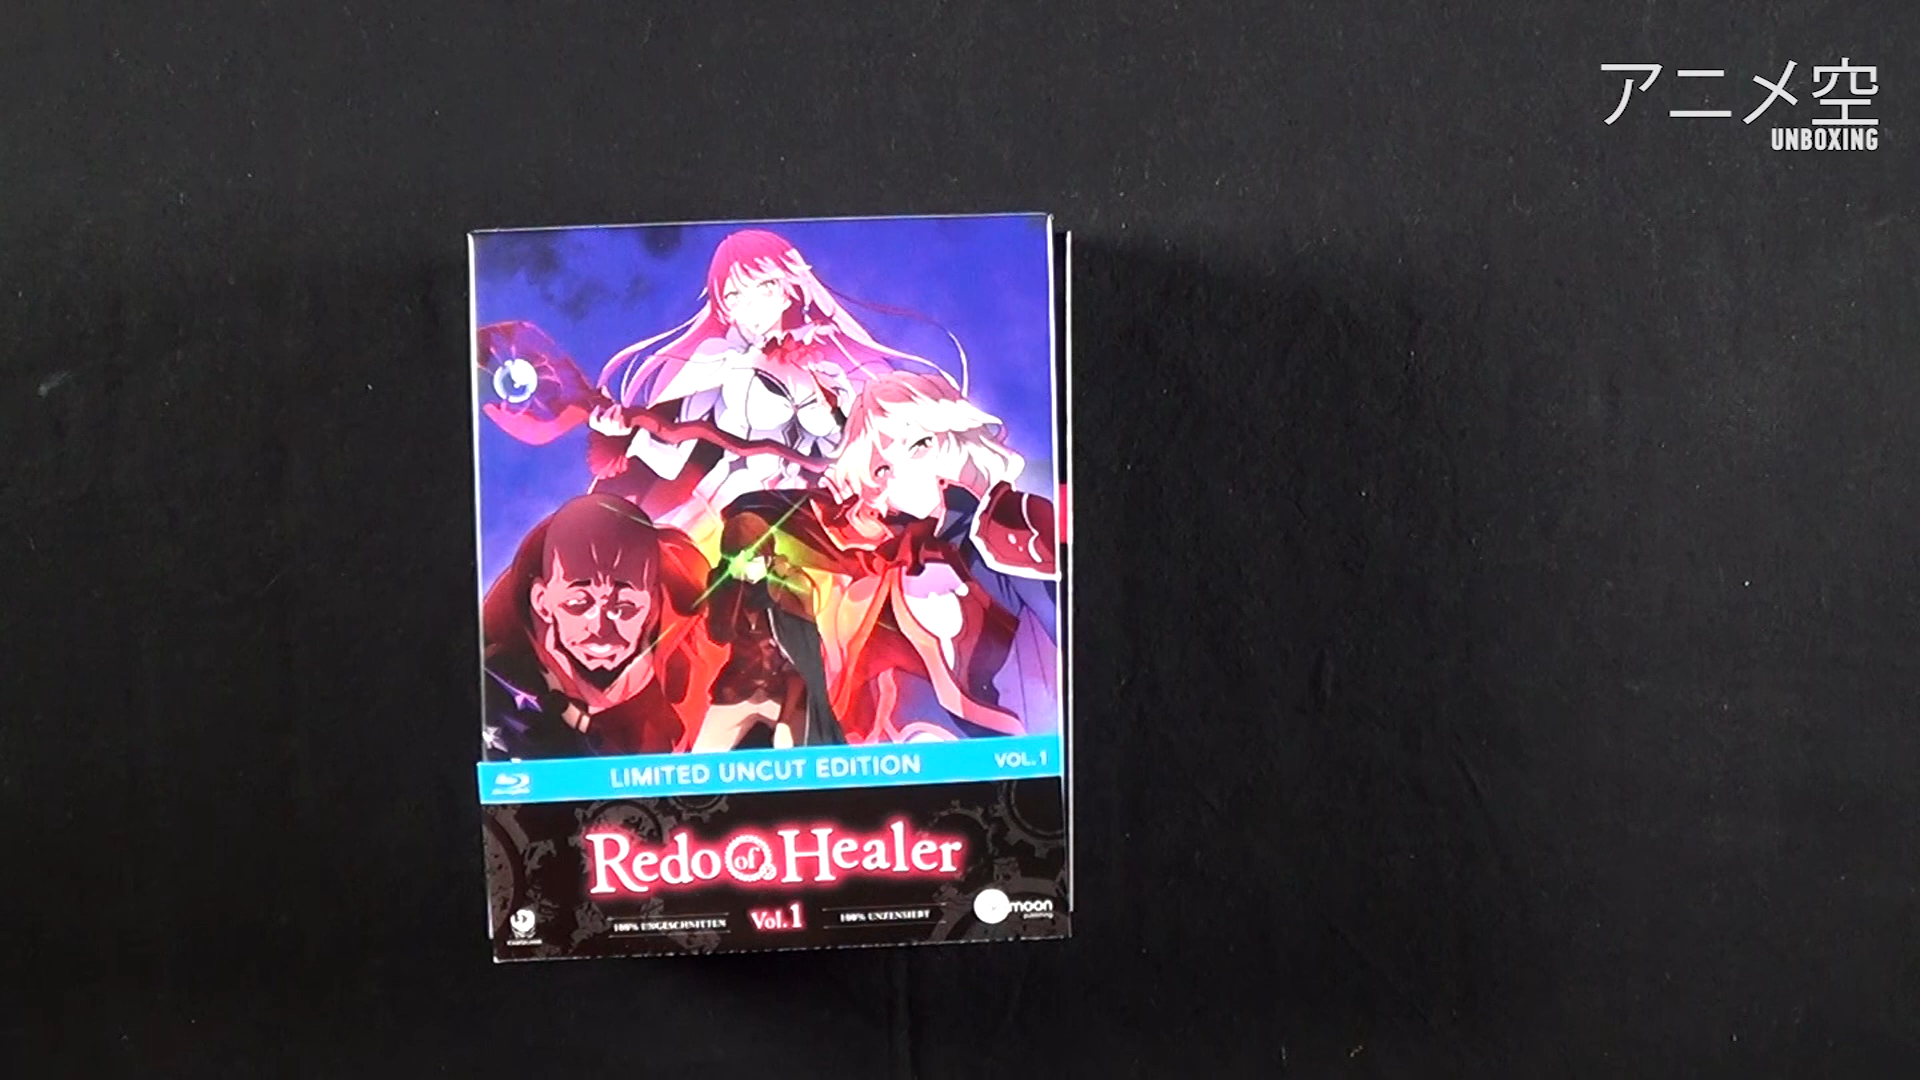 アニメ空
UNBOXING
LIMITED UNCUT EDITION
VOL. 1
Redo of Healer
Vol.1
100% UNGESCHNITTEN
100% UNZENSIERT
moon
publishing